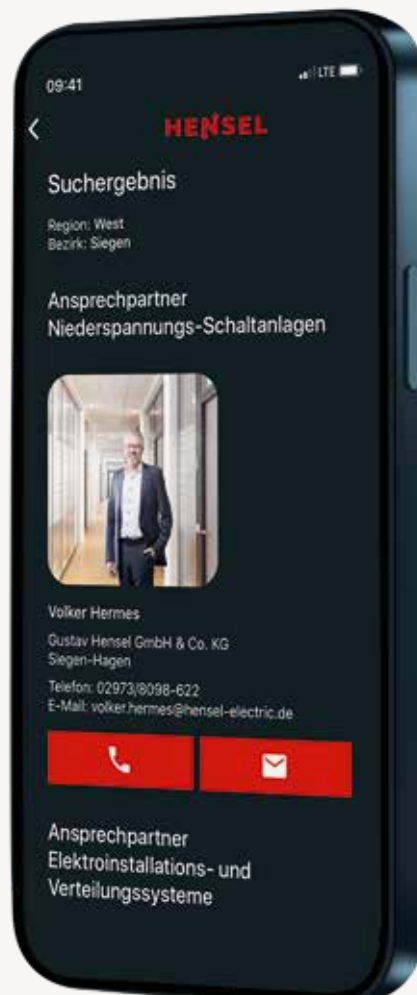 09:41
LTE
HENSEL
Suchergebnis
Region: West
Bezirk: Siegen
Ansprechpartner
Niederspannungs-Schaltanlagen
Volker Hermes
Gustav Hensel GmbH & Co. KG
Siegen-Hagen
Telefon: 02973/8098-622
E-Mail: volker.hermes@hensel-electric.de
Ansprechpartner
Elektroinstallations- und
Verteilungssysteme